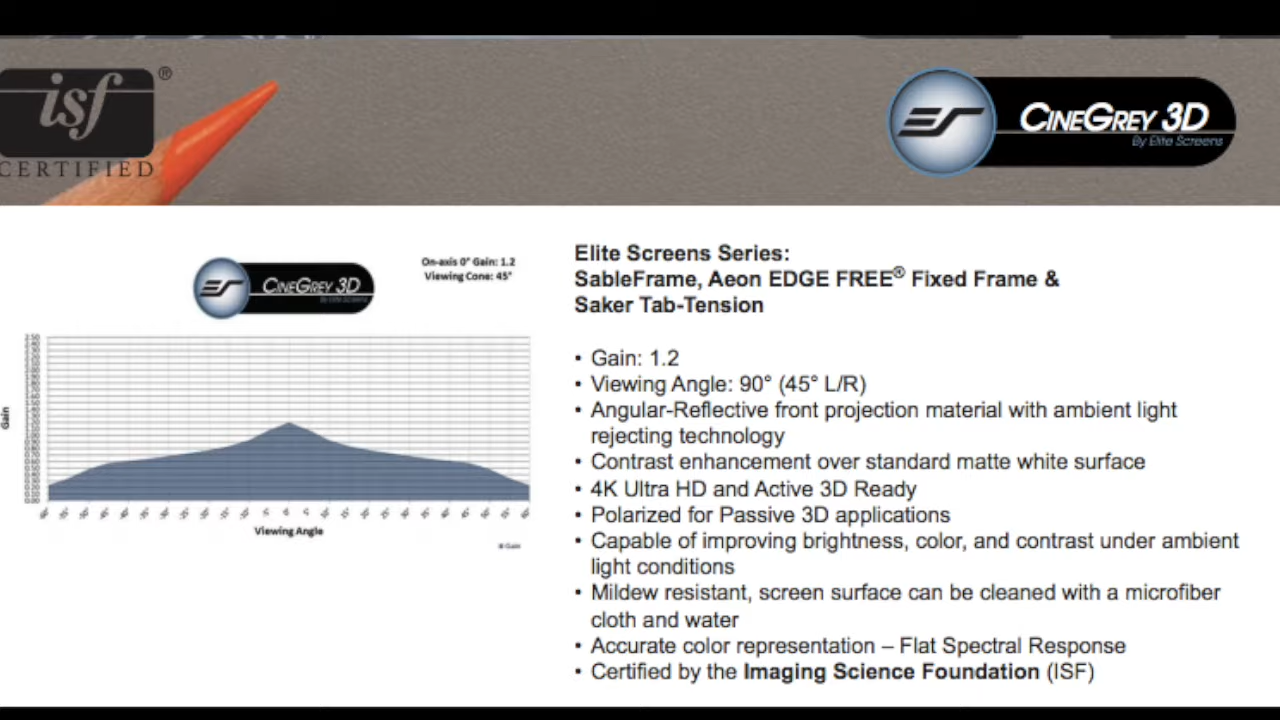 isf®
CERTIFIED
CINEGREY 3D
By Elite Screens
CINEGREY 3D
By Elite Screens
On-axis 0° Gain: 1.2
Viewing Cone: 45°
Gain
Viewing Angle
Gain
Elite Screens Series:
SableFrame, Aeon EDGE FREE® Fixed Frame &
Saker Tab-Tension
• Gain: 1.2
• Viewing Angle: 90° (45° L/R)
• Angular-Reflective front projection material with ambient light
rejecting technology
• Contrast enhancement over standard matte white surface
• 4K Ultra HD and Active 3D Ready
• Polarized for Passive 3D applications
• Capable of improving brightness, color, and contrast under ambient
light conditions
• Mildew resistant, screen surface can be cleaned with a microfiber
cloth and water
• Accurate color representation – Flat Spectral Response
• Certified by the Imaging Science Foundation (ISF)